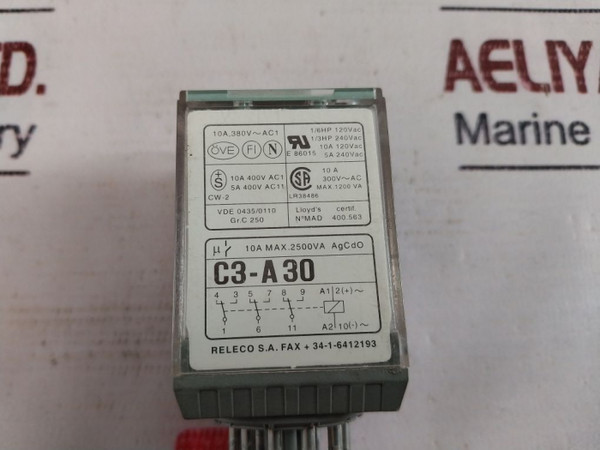 TD.
ry
AELIYA
Marine
10A.380V~AC1
ÖVE FI N
E 86015
1/6HP 120Vac
1/3HP 240Vac
10A 120Vac
5A 240Vac
S
CW-2
10A 400V AC1
5A 400V AC11
LR38486
10 A
300V~AC
MAX.1200 VA
VDE 0435/0110
Gr.C 250
Lloyd's certif.
NºMAD 400.563
µ 10A MAX.2500VA AgCdO
C3-A30
4 3 5 7 8 9 A1 2(+)~
1 6 11 A2 10(-)~
RELECO S.A. FAX + 34-1-6412193